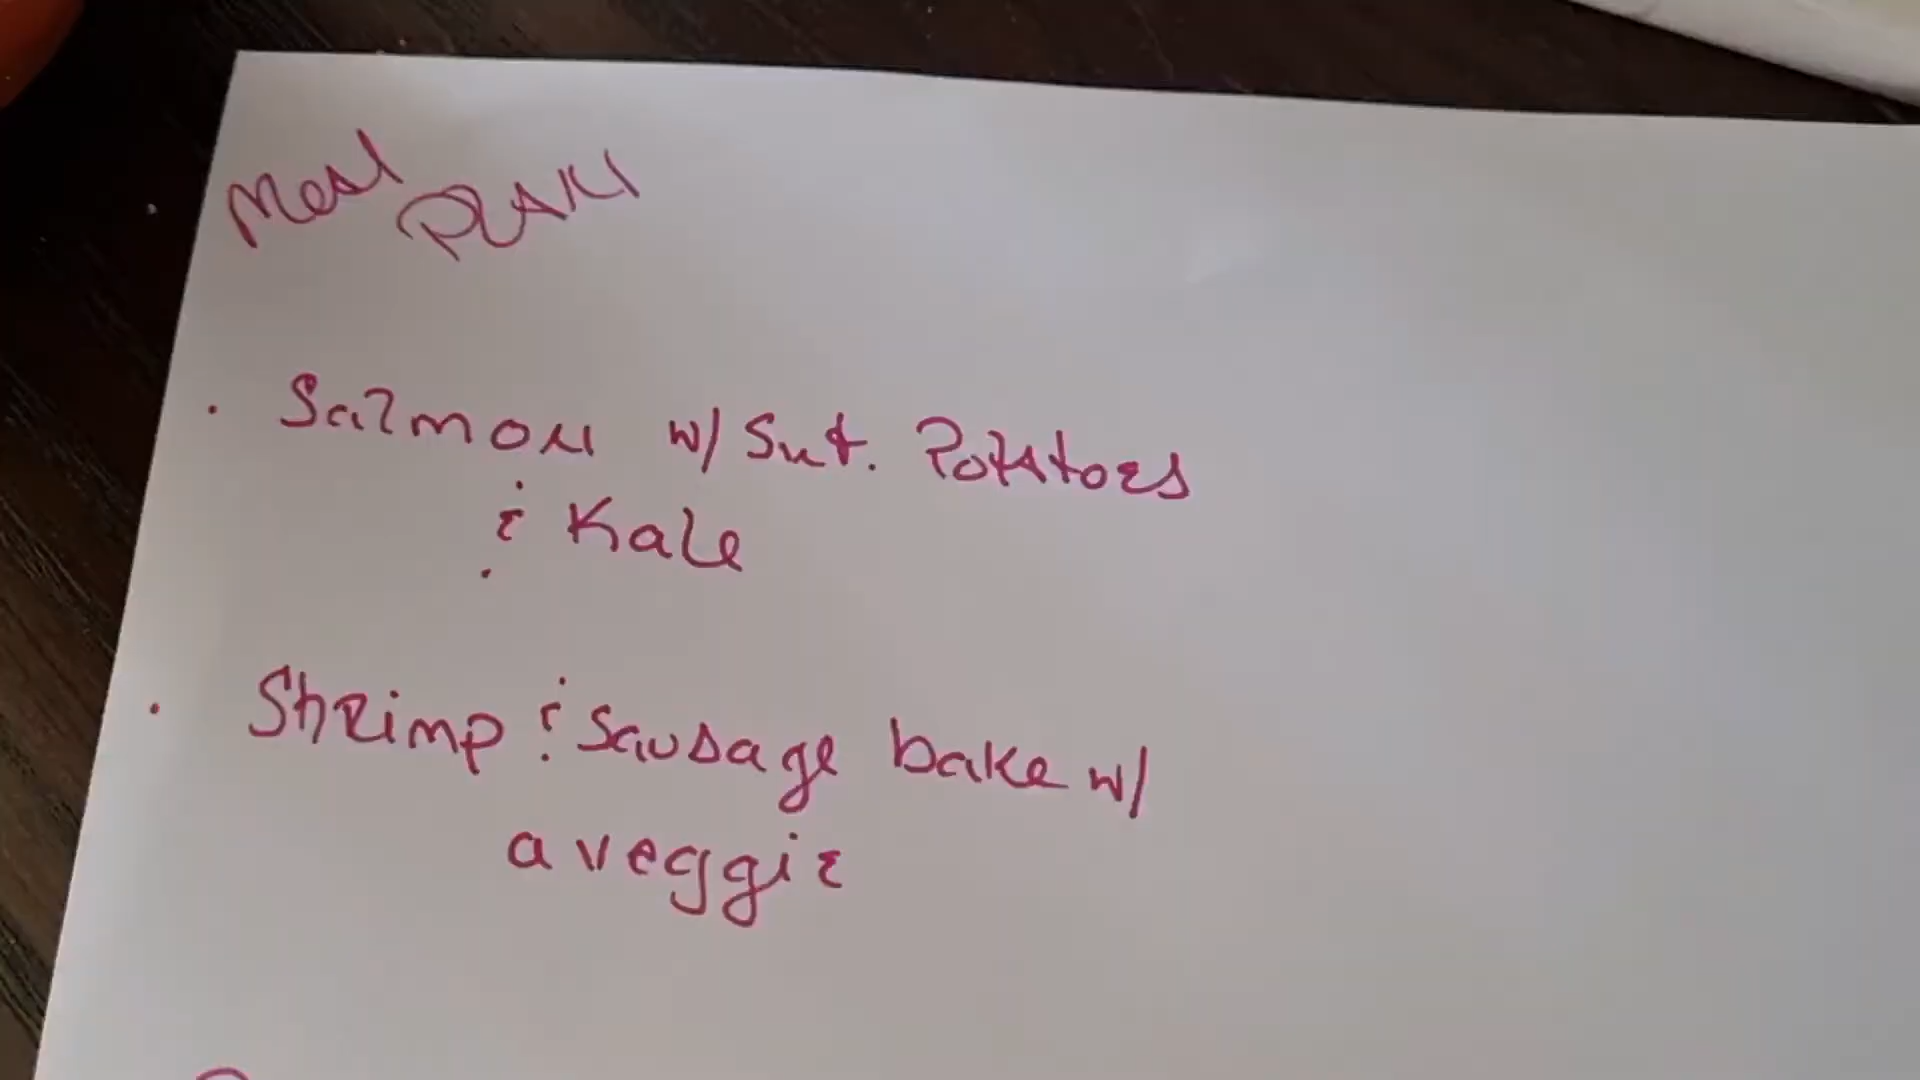 Meal PLAN
• Salmon w/ Swt. Potatoes
& Kale
• Shrimp & Sausage bake w/
a veggie